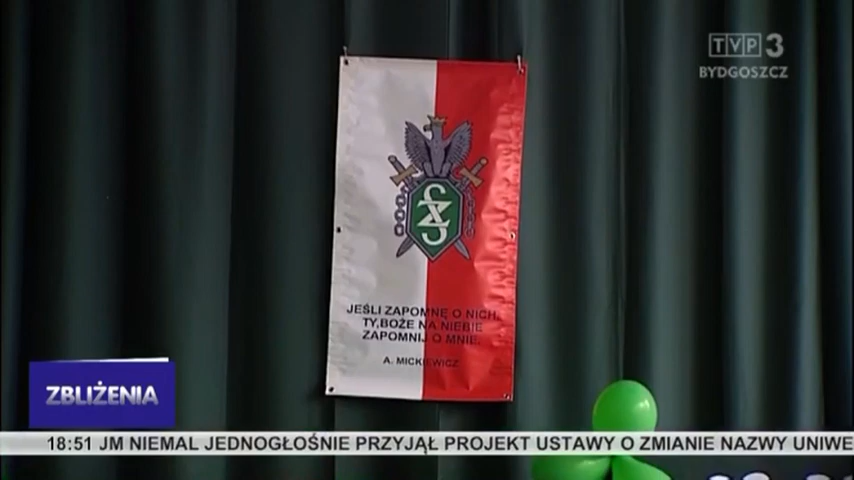 TVP3
BYDGOSZCZ
JEŚLI ZAPOMNĘ O NICH,
TY,BOŻE NA NIEBIE
ZAPOMNIJ O MNIE.
A. MICKIEWICZ
ZBLIŻENIA
18:51 JM NIEMAL JEDNOGŁOŚNIE PRZYJĄŁ PROJEKT USTAWY O ZMIANIE NAZWY UNIWE